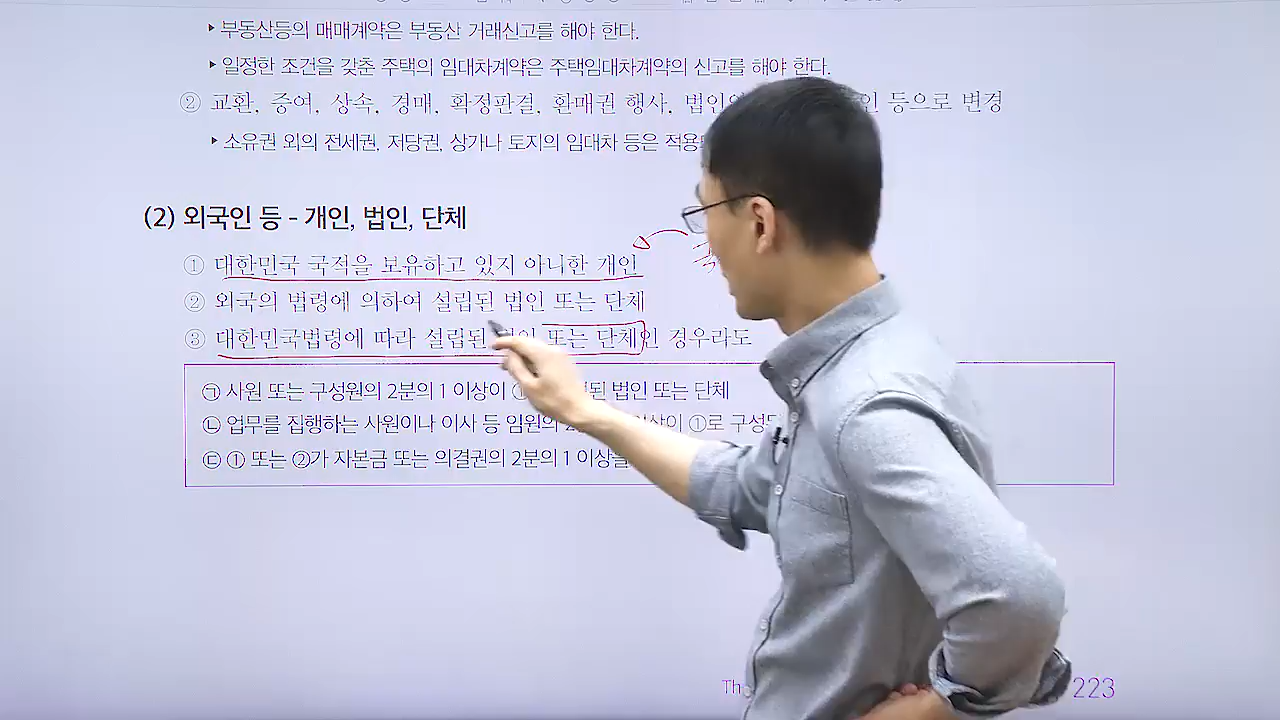 ▸부동산등의 매매계약은 부동산 거래신고를 해야 한다.
▸일정한 조건을 갖춘 주택의 임대차계약은 주택임대차계약의 신고를 해야 한다.
② 교환, 증여, 상속, 경매, 확정판결, 환매권 행사, 법인의 등으로 변경
▸소유권 외의 전세권, 저당권, 상가나 토지의 임대차 등은
(2) 외국인 등 - 개인, 법인, 단체
① 대한민국 국적을 보유하고 있지 아니한 개인
② 외국의 법령에 의하여 설립된 법인 또는 단체
③ 대한민국법령에 따라 설립된 또는 단체인 경우라도
㉠ 사원 또는 구성원의 2분의 1 이상이 법인 또는 단체
㉡ 업무를 집행하는 사원이나 이사 등 임원의 ①로
㉢ ① 또는 ②가 자본금 또는 의결권의 2분의 1 이상을
223